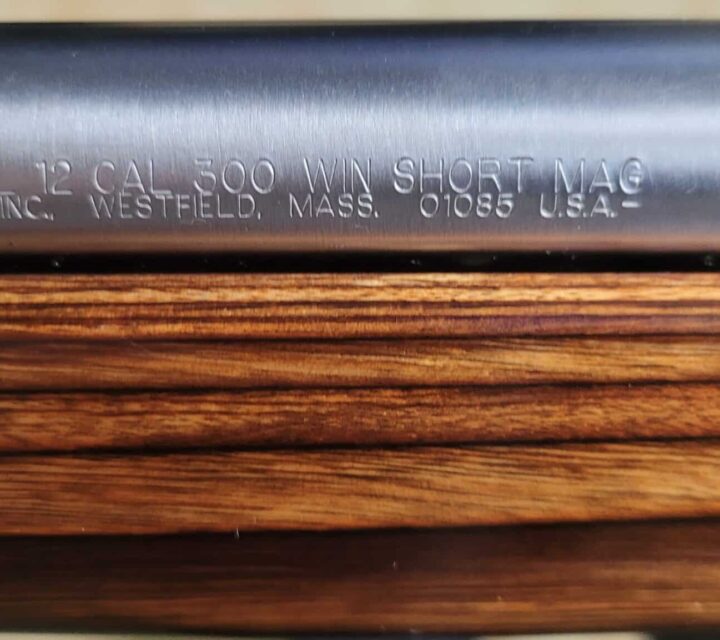 12 CAL 300 WIN SHORT MAG
INC., WESTFIELD, MASS. 01085 U.S.A.-